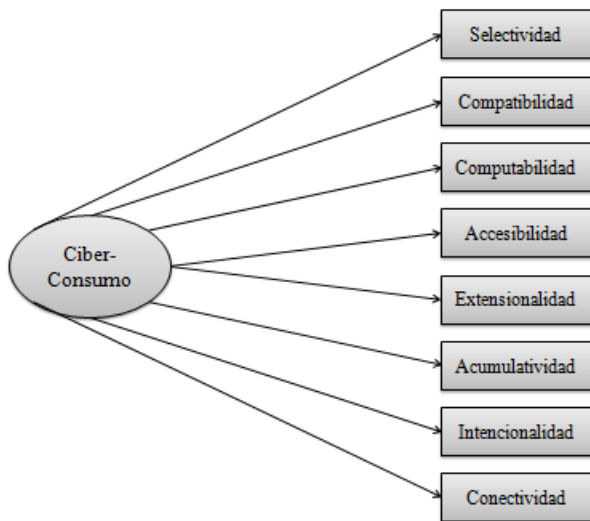 Selectividad
Compatibilidad
Computabilidad
Ciber-
Consumo
Accesibilidad
Extensionalidad
Acumulatividad
Intencionalidad
Conectividad